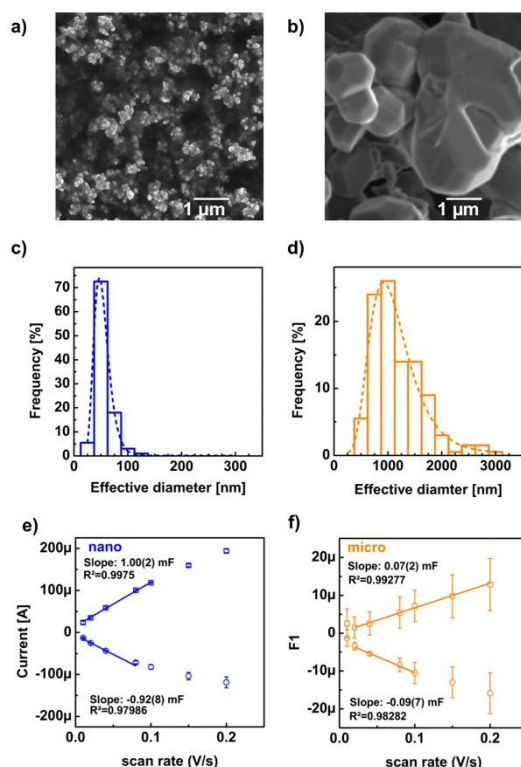 a)
b)
1 µm
1 µm
c)
d)
Frequency [%]
70
60
50
40
30
20
10
0
0 100 200 300
Effective diameter [nm]
Frequency [%]
20
10
0
0 1000 2000 3000
Effective diamter [nm]
e)
nano
Slope: 1.00(2) mF
R²=0.9975
Current [A]
200µ
100µ
0
-100µ
-200µ
Slope: -0.92(8) mF
R²=0.97986
0.0 0.1 0.2
scan rate (V/s)
f)
micro
Slope: 0.07(2) mF
R²=0.99277
F1
20µ
10µ
0
-10µ
-20µ
Slope: -0.09(7) mF
R²=0.98282
0.0 0.1 0.2
scan rate (V/s)